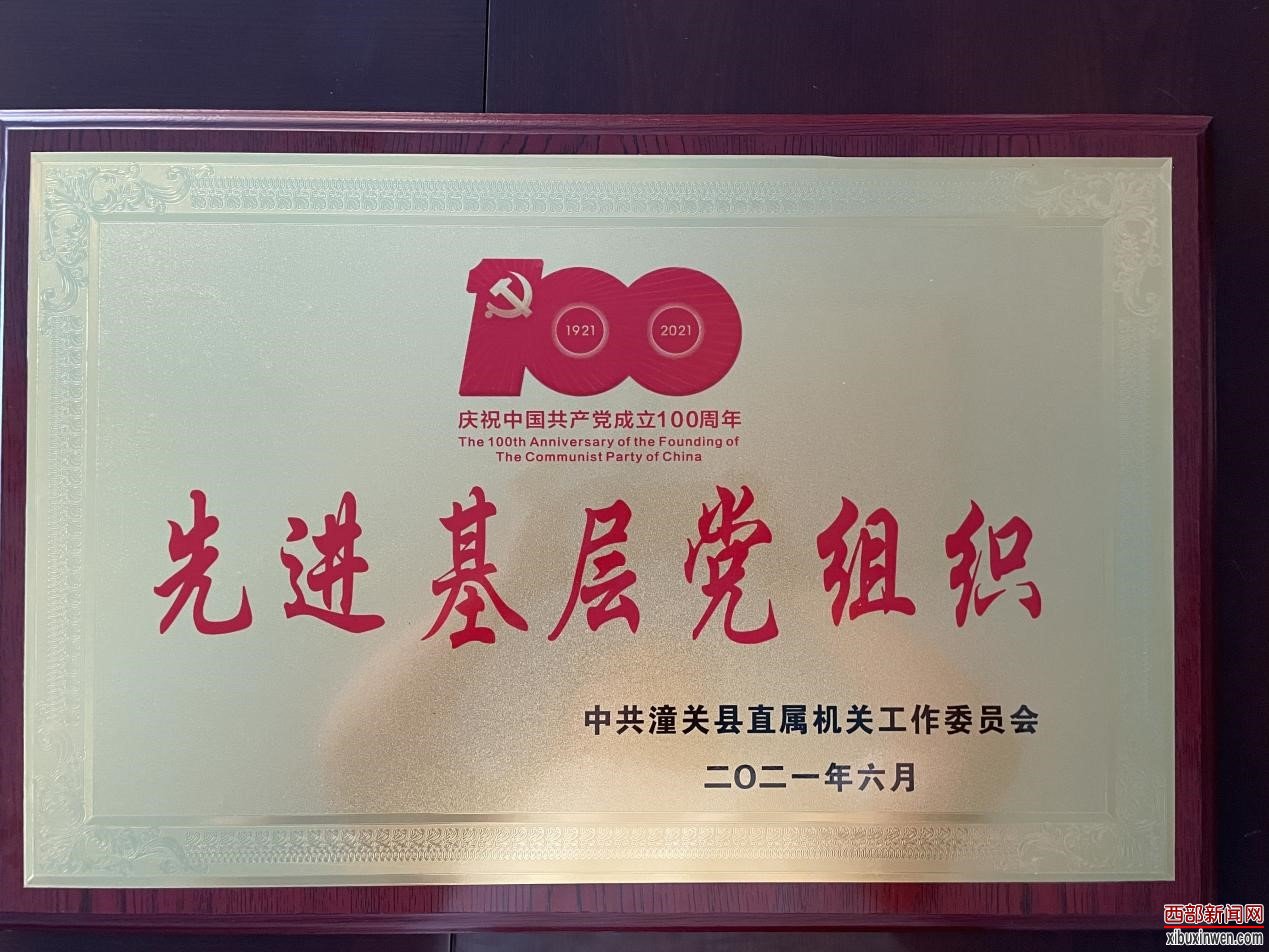 100
1921
2021
庆祝中国共产党成立100周年
The 100th Anniversary of the Founding of
The Communist Party of China
先进基层党组织
中共潼关县直属机关工作委员会
二〇二一年六月
西部新闻网
xibuxinwen.com